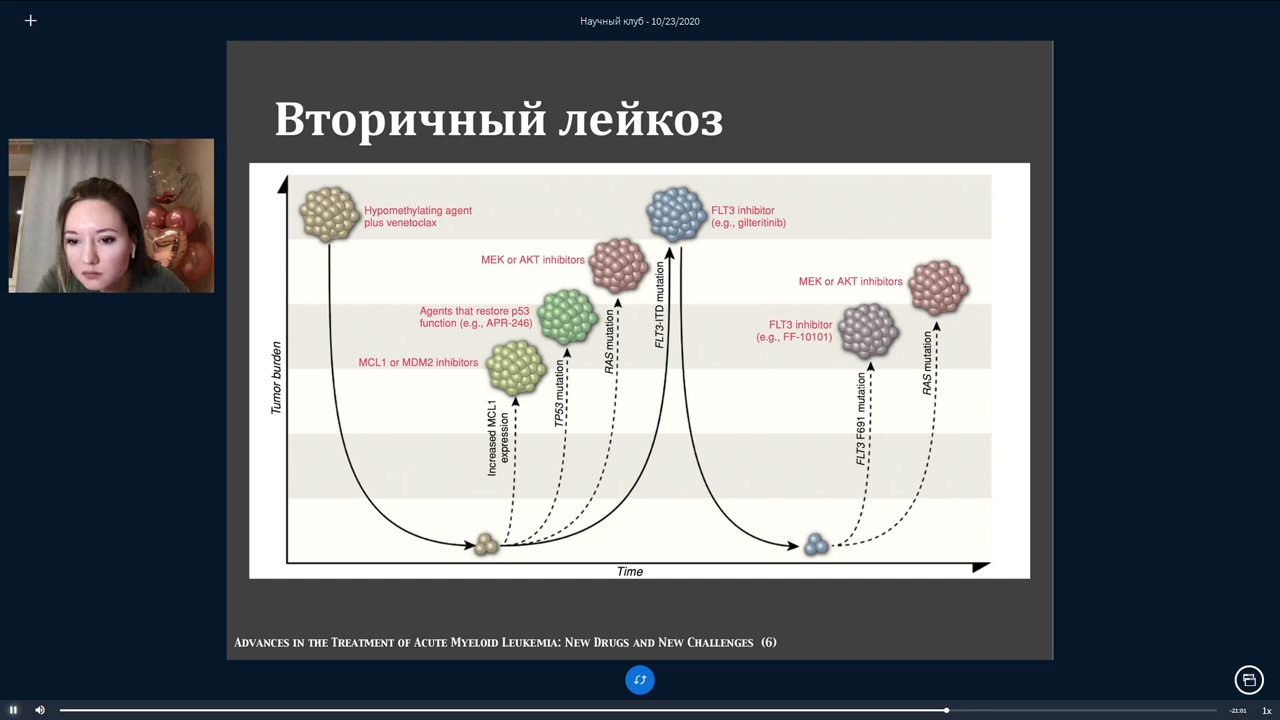 Научный клуб - 10/23/2020
Вторичный лейкоз
Hypomethylating agent
plus venetoclax
FLT3 inhibitor
(e.g., gilteritinib)
MEK or AKT inhibitors
MEK or AKT inhibitors
Agents that restore p53
function (e.g., APR-246)
FLT3 inhibitor
(e.g., FF-10101)
MCL1 or MDM2 inhibitors
Tumor burden
Increased MCL1
expression
TP53 mutation
RAS mutation
FLT3-ITD mutation
FLT3 F691 mutation
RAS mutation
Time
Advances in the Treatment of Acute Myeloid Leukemia: New Drugs and New Challenges (6)
-21:01
1x